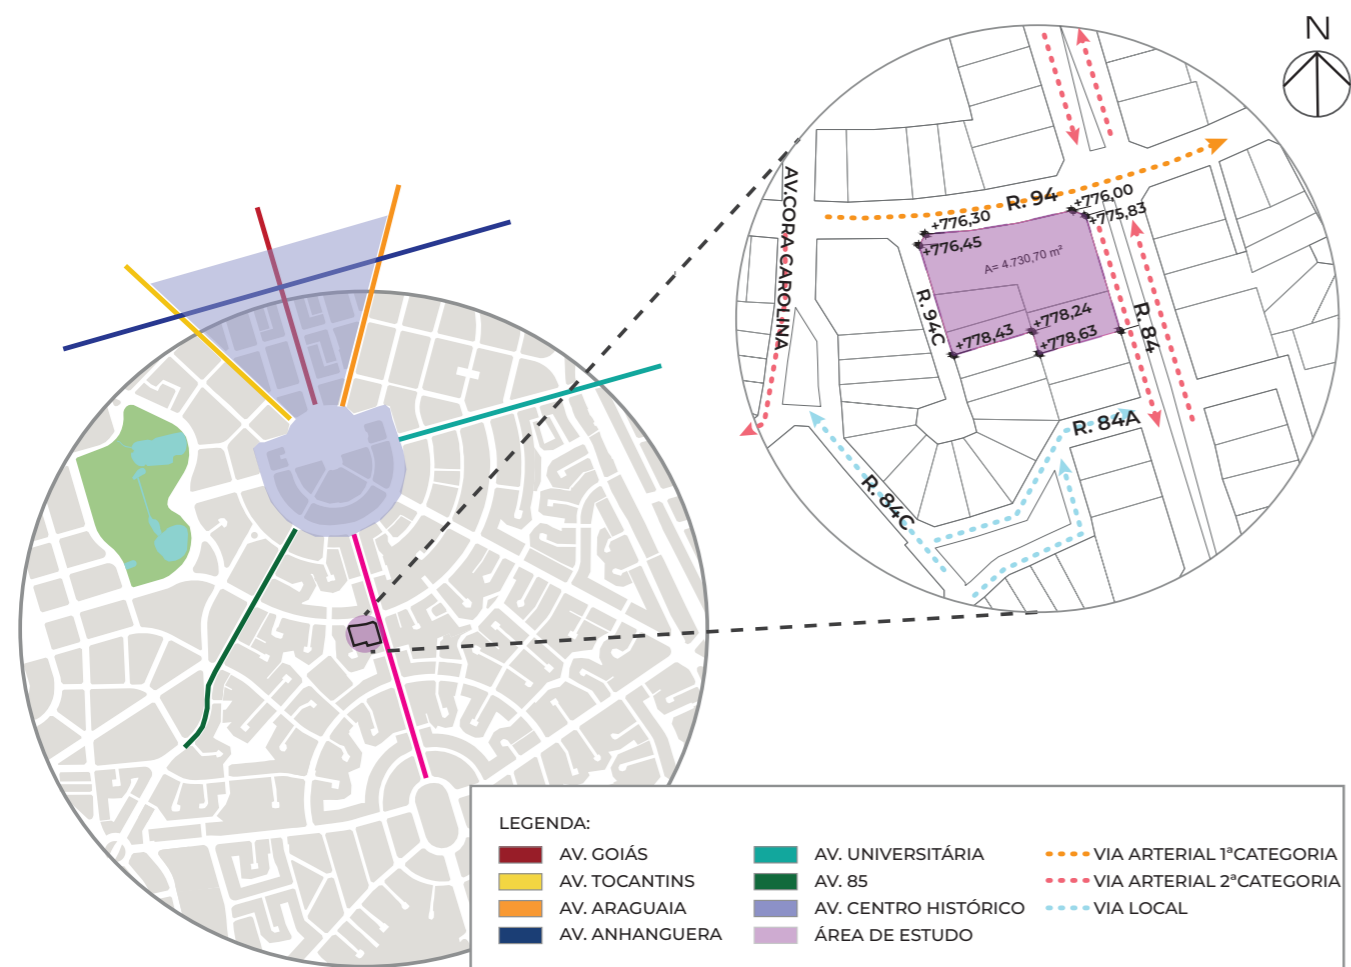 N
AV.CORA CAROLINA
R. 94
+776,00
+775,83
+776,30
+776,45
A= 4.730,70 m²
R. 94C
+778,24
+778,43
+778,63
R. 84
R. 84A
R. 84C
LEGENDA:
AV. GOIÁS
AV. TOCANTINS
AV. ARAGUAIA
AV. ANHANGUERA
AV. UNIVERSITÁRIA
AV. 85
AV. CENTRO HISTÓRICO
ÁREA DE ESTUDO
VIA ARTERIAL 1ªCATEGORIA
VIA ARTERIAL 2ªCATEGORIA
VIA LOCAL